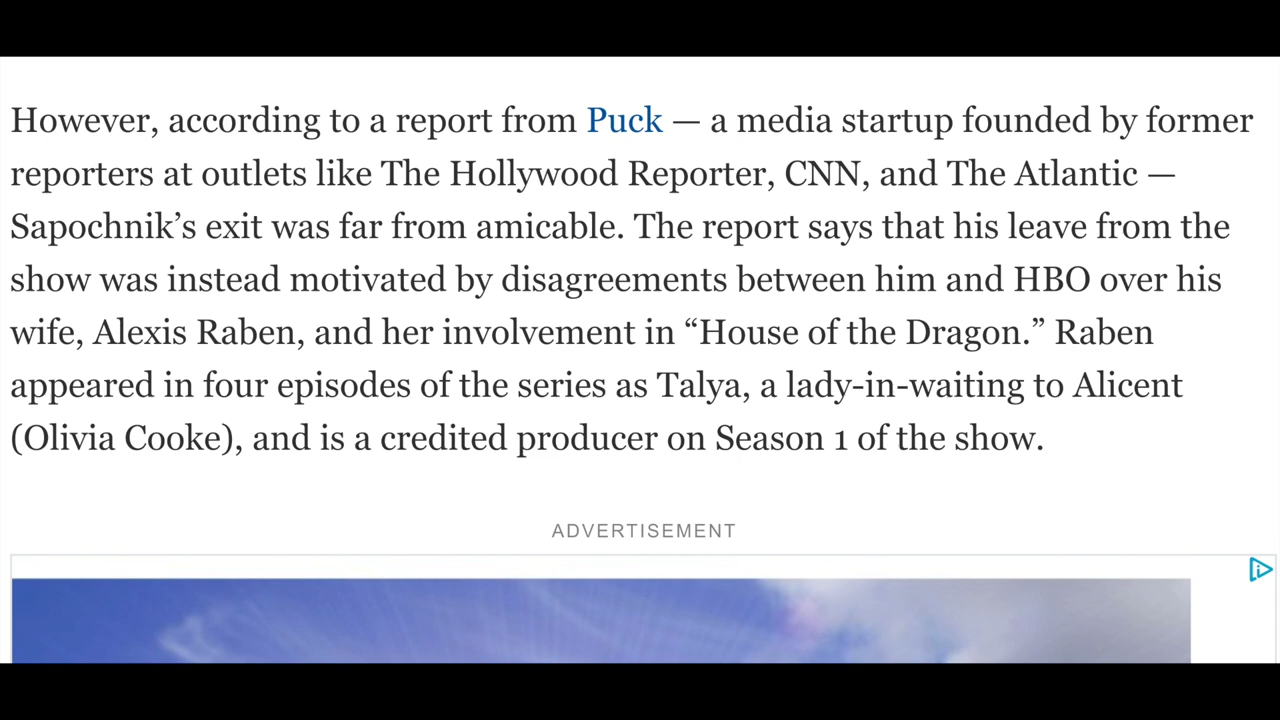 However, according to a report from Puck — a media startup founded by former
reporters at outlets like The Hollywood Reporter, CNN, and The Atlantic —
Sapochnik’s exit was far from amicable. The report says that his leave from the
show was instead motivated by disagreements between him and HBO over his
wife, Alexis Raben, and her involvement in “House of the Dragon.” Raben
appeared in four episodes of the series as Talya, a lady-in-waiting to Alicent
(Olivia Cooke), and is a credited producer on Season 1 of the show.
ADVERTISEMENT